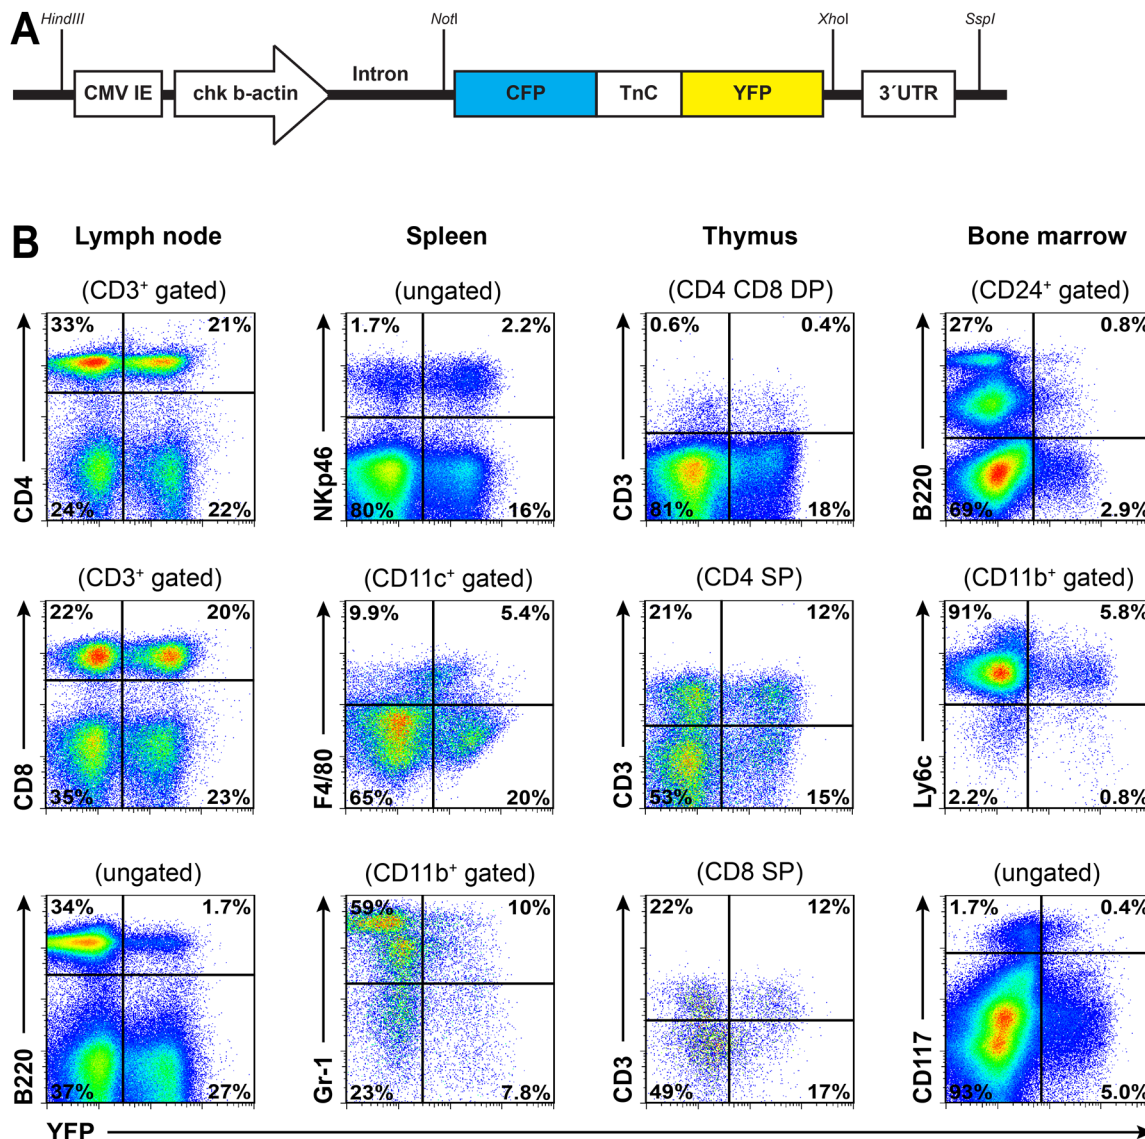 A
HindIII
NotI
XhoI
SspI
CMV IE
chk b-actin
Intron
CFP
TnC
YFP
3´UTR
B
Lymph node
Spleen
Thymus
Bone marrow
(CD3+ gated)
(ungated)
(CD4 CD8 DP)
(CD24+ gated)
33%
21%
CD4
24%
22%
1.7%
2.2%
NKp46
80%
16%
0.6%
0.4%
CD3
81%
18%
27%
0.8%
B220
69%
2.9%
(CD3+ gated)
(CD11c+ gated)
(CD4 SP)
(CD11b+ gated)
22%
20%
CD8
35%
23%
9.9%
5.4%
F4/80
65%
20%
21%
12%
CD3
53%
15%
91%
5.8%
Ly6c
2.2%
0.8%
(ungated)
(CD11b+ gated)
(CD8 SP)
(ungated)
34%
1.7%
B220
37%
27%
59%
10%
Gr-1
23%
7.8%
22%
12%
CD3
49%
17%
1.7%
0.4%
CD117
93%
5.0%
YFP